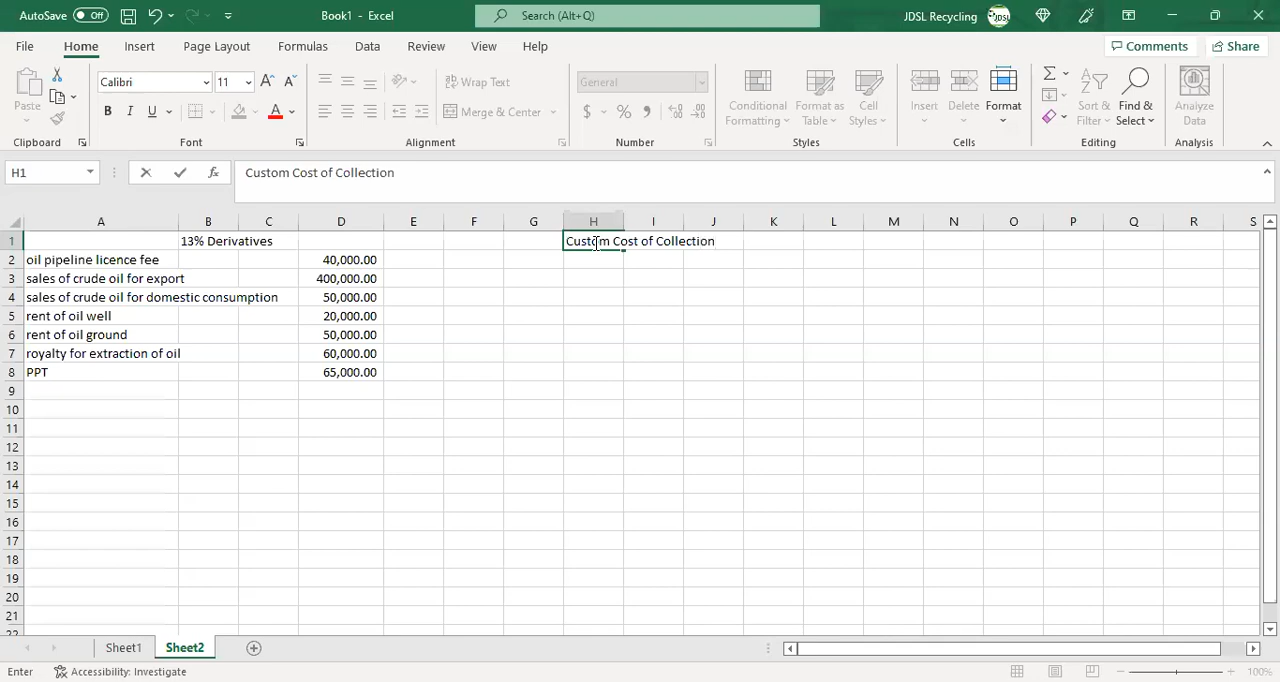 AutoSave Off Book1 - Excel Search (Alt+Q) JDSL Recycling
File Home Insert Page Layout Formulas Data Review View Help Comments Share
Paste Calibri 11 Wrap Text General Conditional Formatting Format as Table Cell Styles Insert Delete Format Sort & Filter Find & Select Analyze Data
B I U Merge & Center $ % ,
Clipboard Font Alignment Number Styles Cells Editing Analysis
H1 fx Custom Cost of Collection
A B C D E F G H I J K L M N O P Q R S
1 13% Derivatives Custom Cost of Collection
2 oil pipeline licence fee 40,000.00
3 sales of crude oil for export 400,000.00
4 sales of crude oil for domestic consumption 50,000.00
5 rent of oil well 20,000.00
6 rent of oil ground 50,000.00
7 royalty for extraction of oil 60,000.00
8 PPT 65,000.00
9
10
11
12
13
14
15
16
17
18
19
20
21
22
Sheet1 Sheet2
Enter Accessibility: Investigate 100%